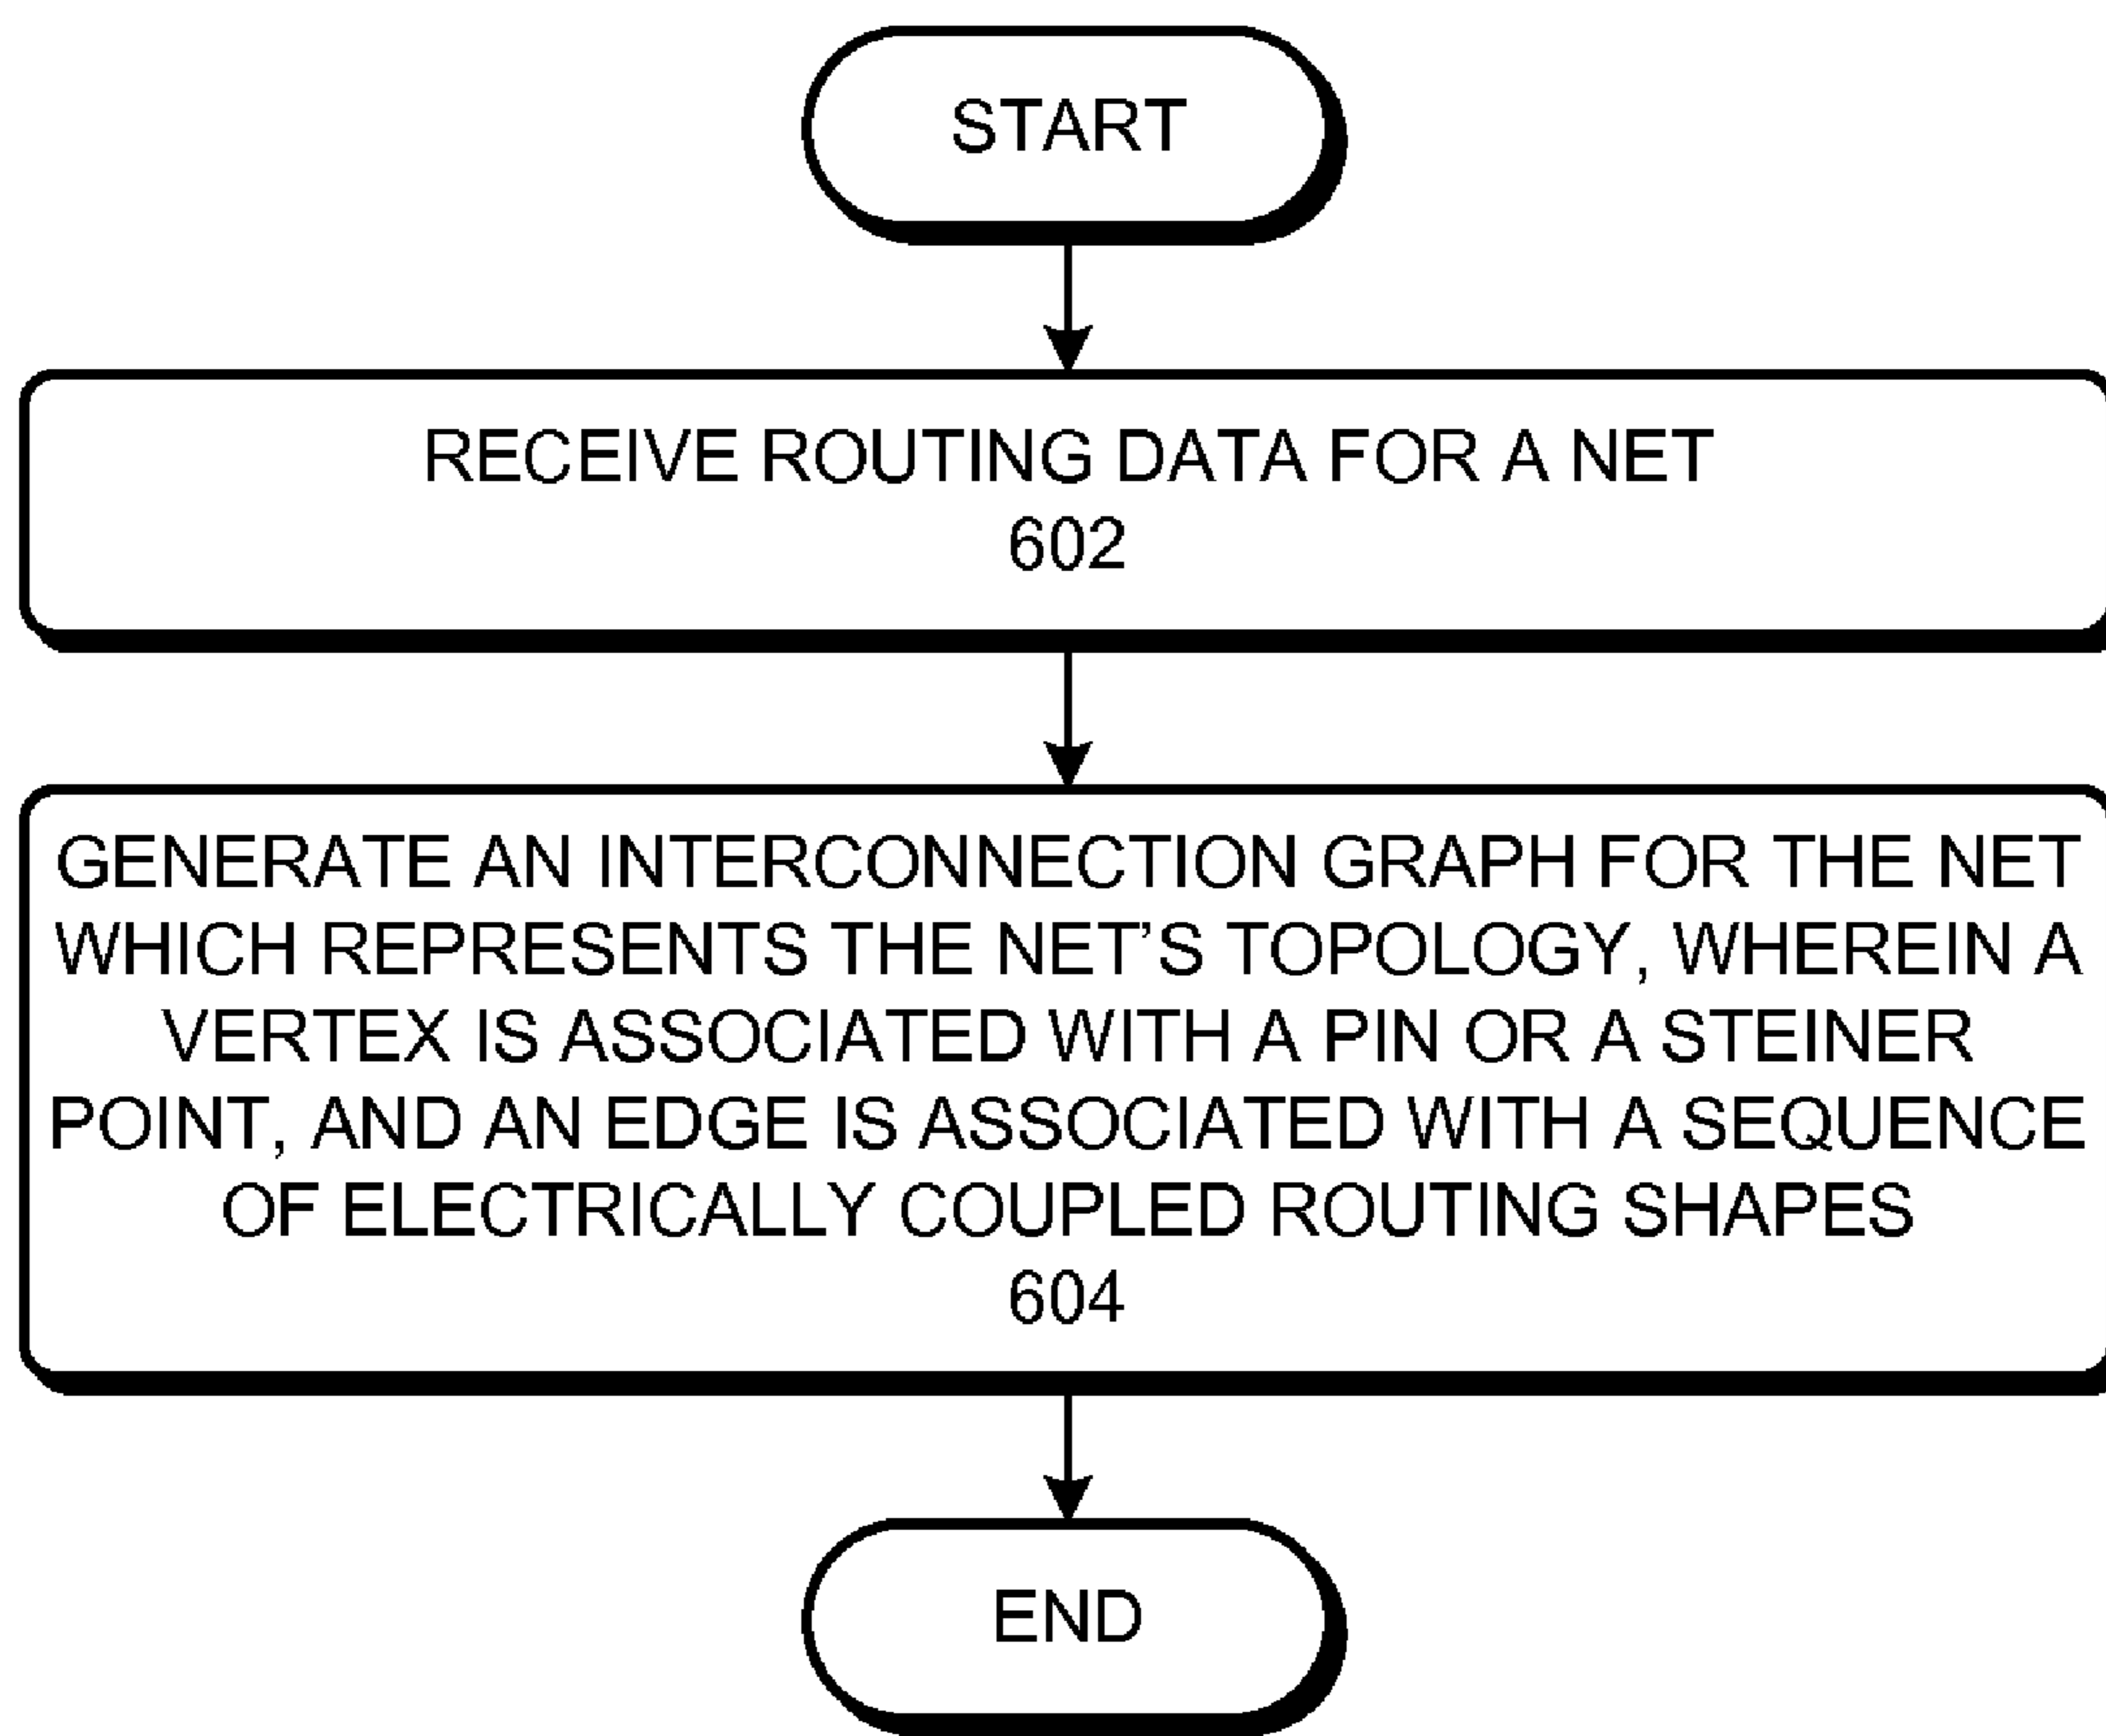 START
RECEIVE ROUTING DATA FOR A NET
602
GENERATE AN INTERCONNECTION GRAPH FOR THE NET
WHICH REPRESENTS THE NET'S TOPOLOGY, WHEREIN A
VERTEX IS ASSOCIATED WITH A PIN OR A STEINER
POINT, AND AN EDGE IS ASSOCIATED WITH A SEQUENCE
OF ELECTRICALLY COUPLED ROUTING SHAPES
604
END